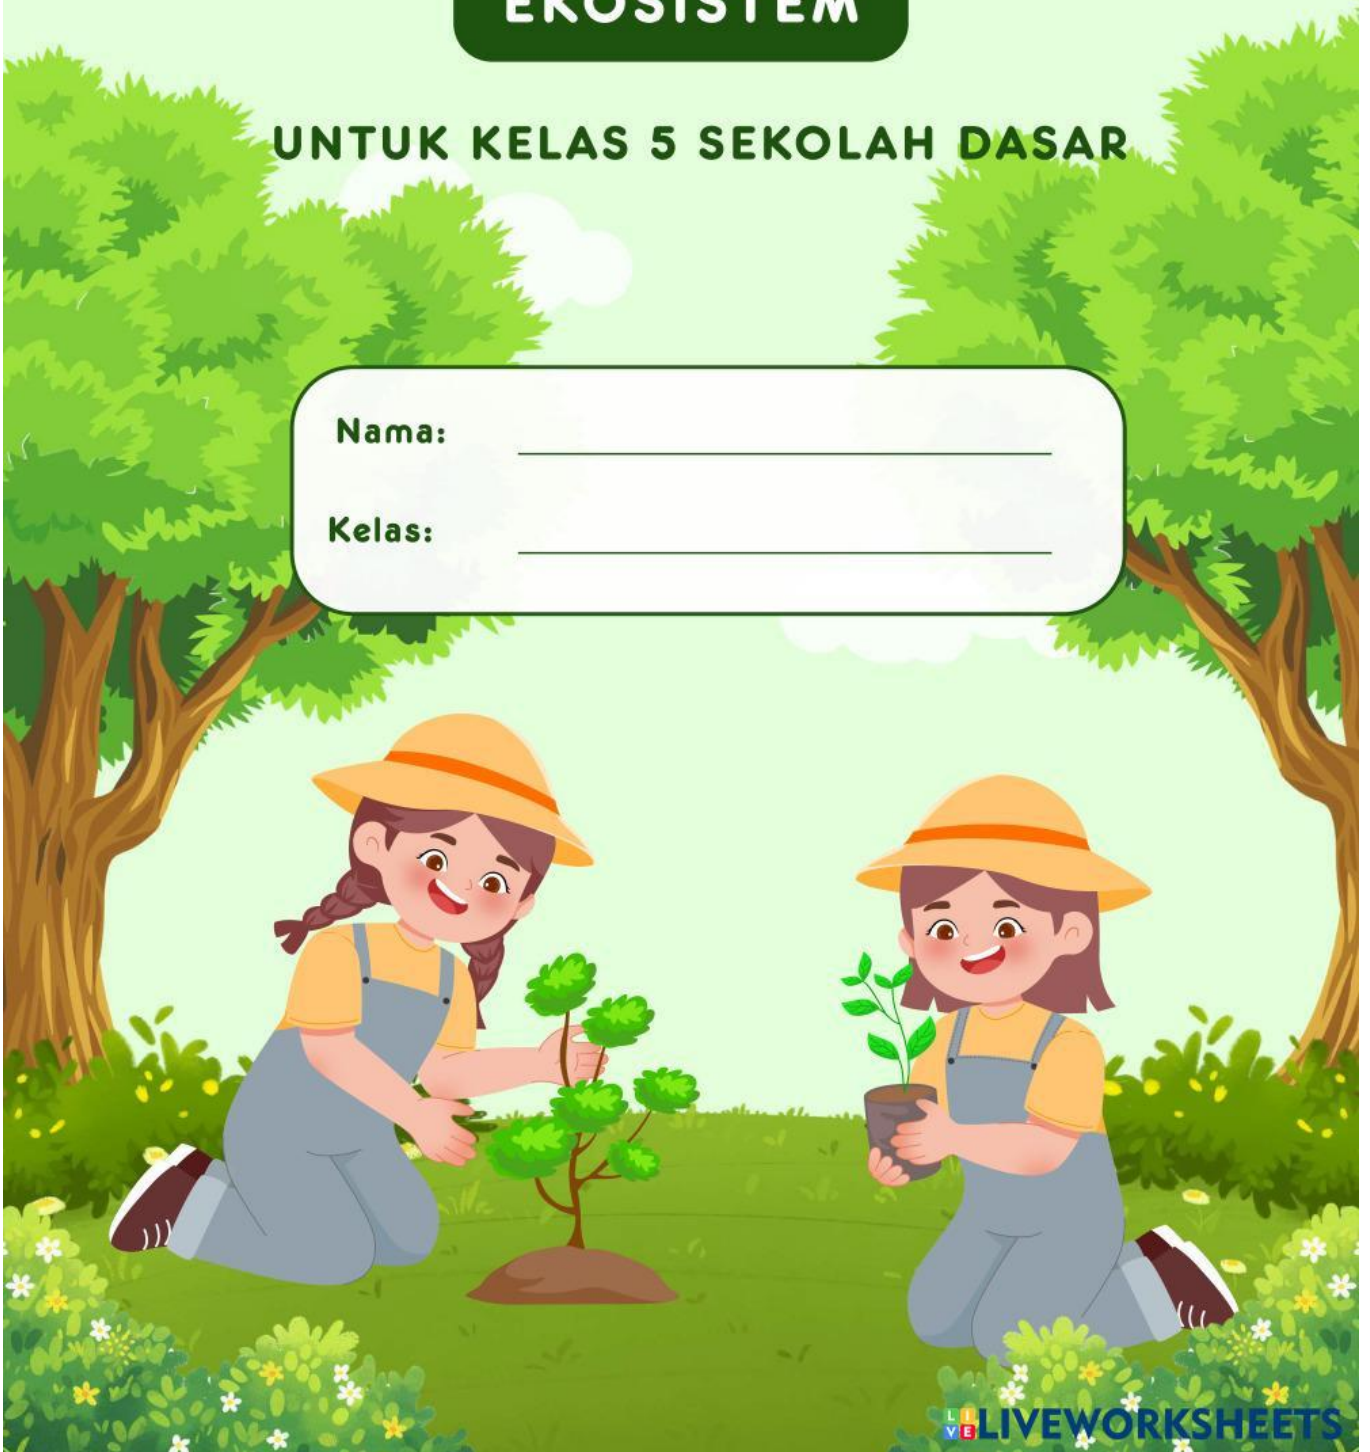 EKOSISTEM
UNTUK KELAS 5 SEKOLAH DASAR
Nama:
Kelas:
LIVEWORKSHEETS